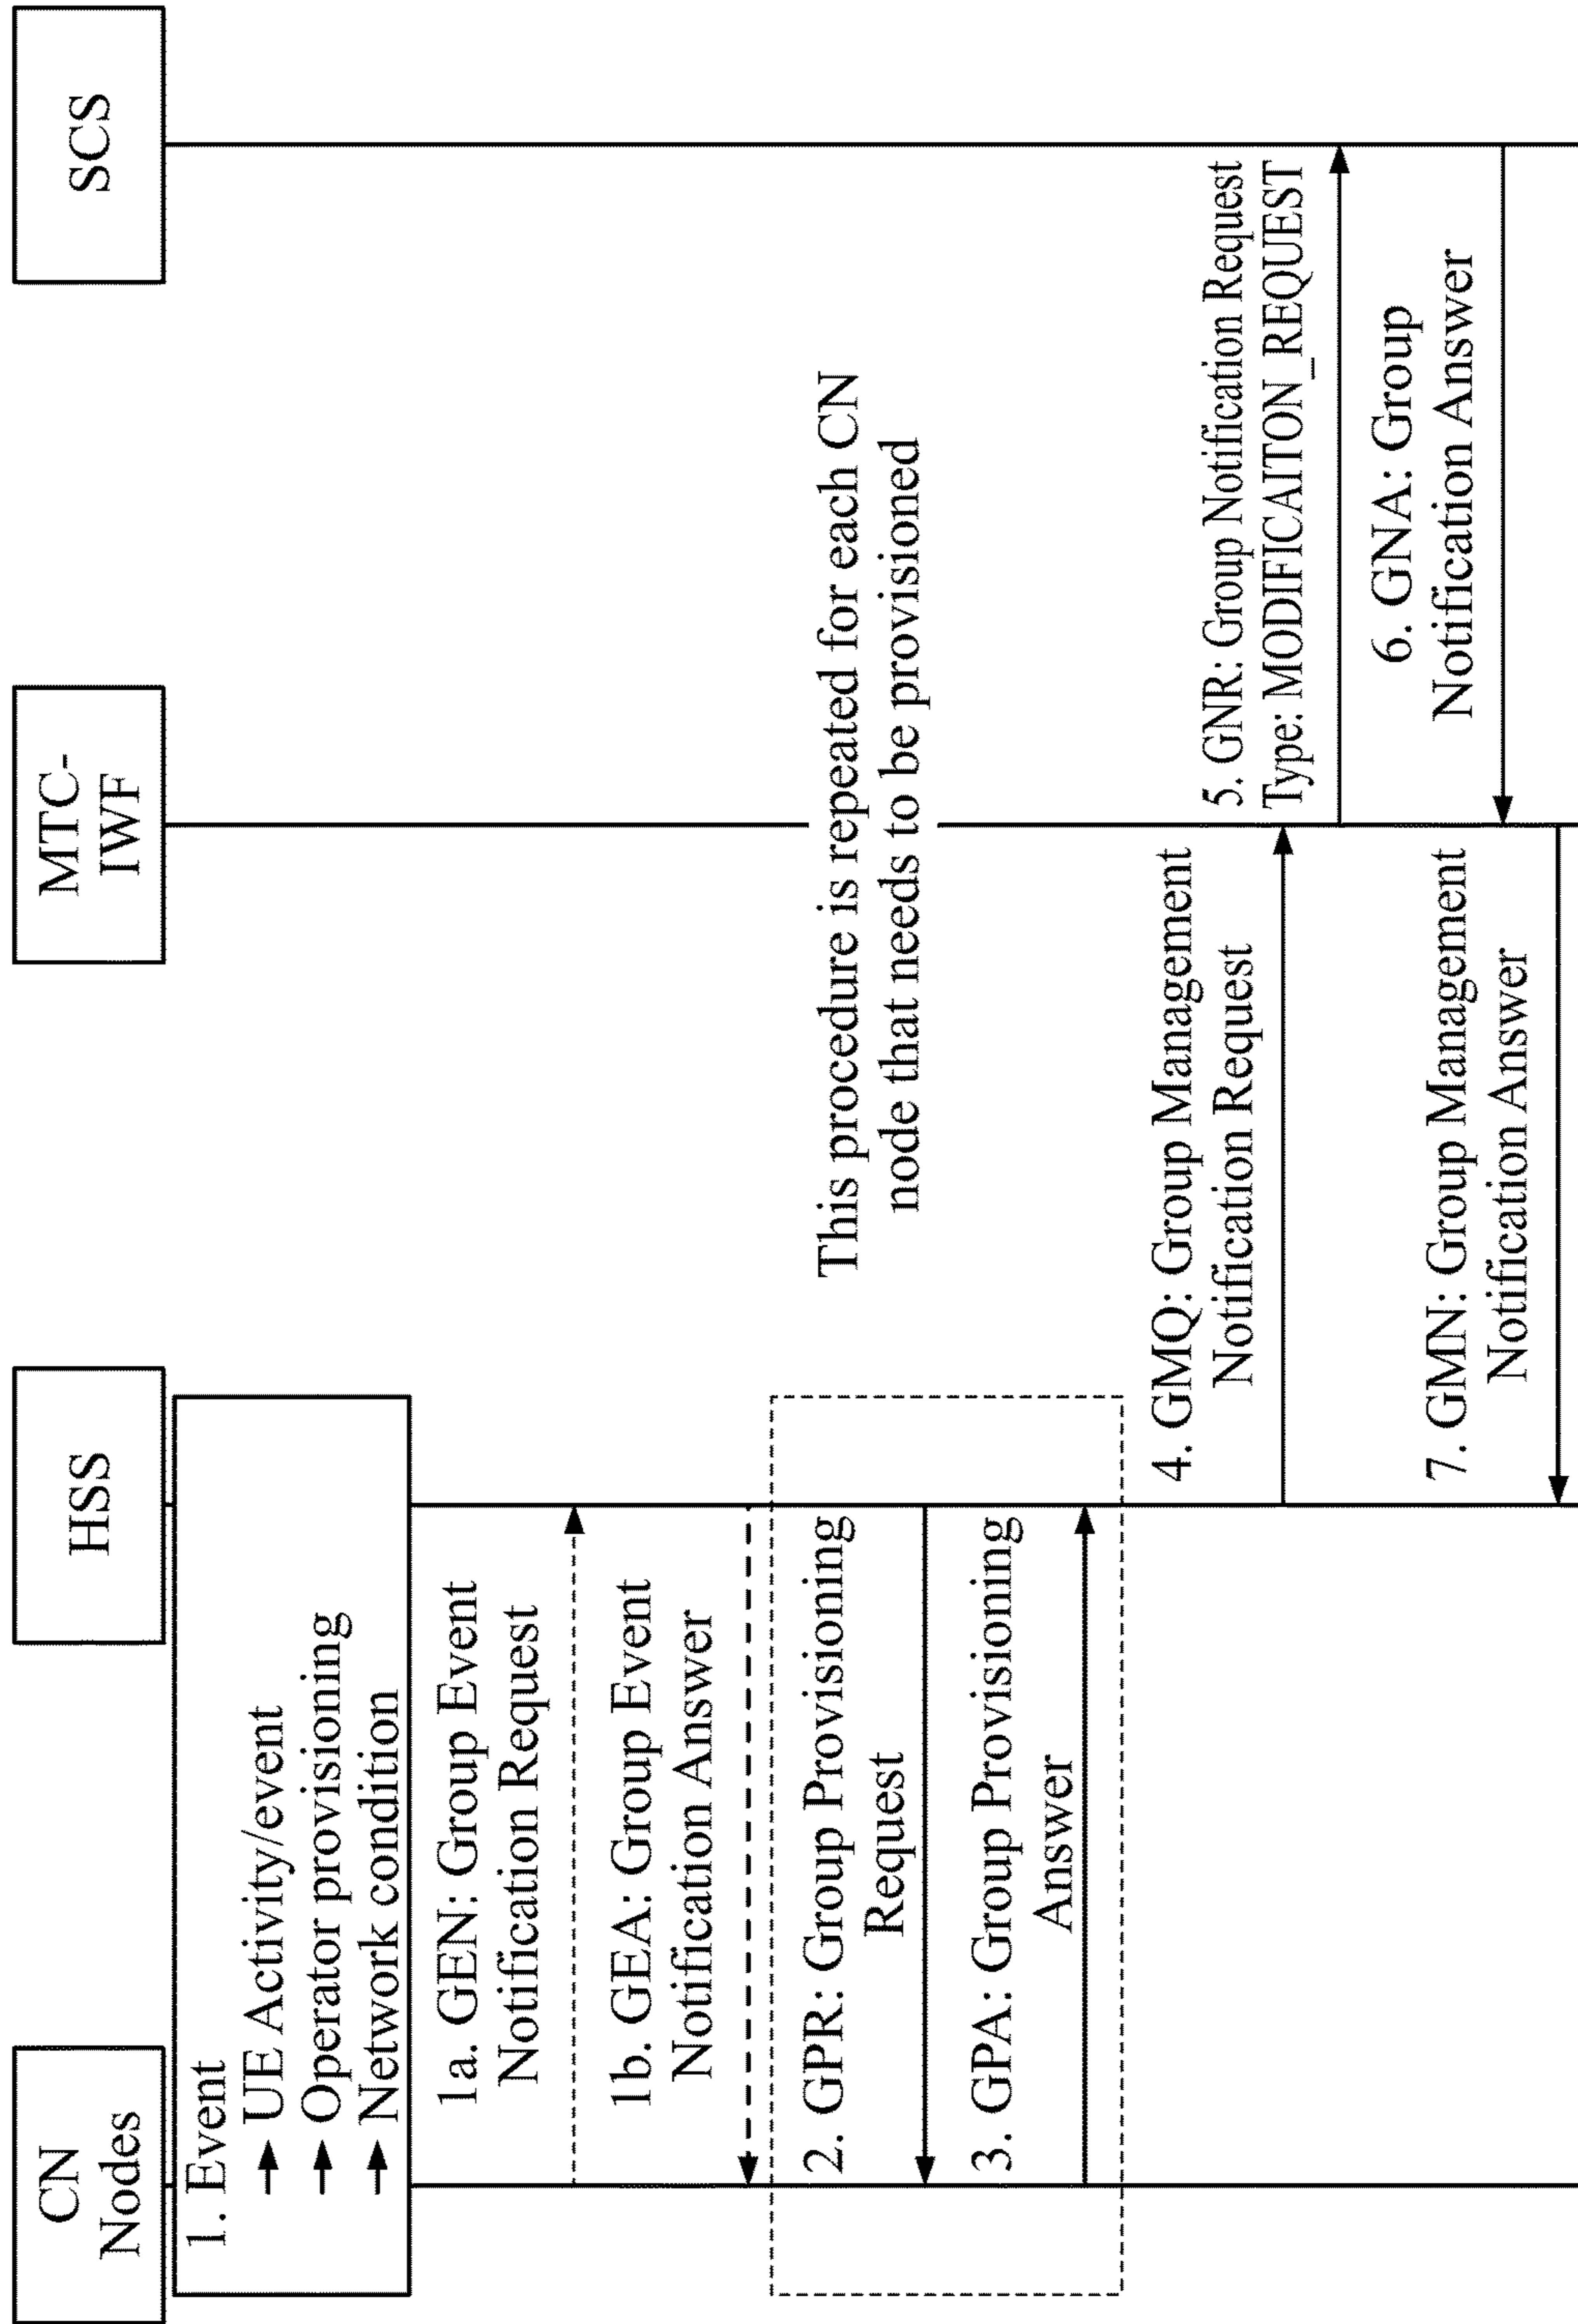 CN
Nodes
HSS
MTC-
IWF
SCS
1. Event
UE Activity/event
Operator provisioning
Network condition
1a. GEN: Group Event
Notification Request
1b. GEA: Group Event
Notification Answer
2. GPR: Group Provisioning
Request
3. GPA: Group Provisioning
Answer
This procedure is repeated for each CN
node that needs to be provisioned
4. GMQ: Group Management
Notification Request
5. GNR: Group Notification Request
Type: MODIFICAITON_REQUEST
6. GNA: Group
Notification Answer
7. GMN: Group Management
Notification Answer